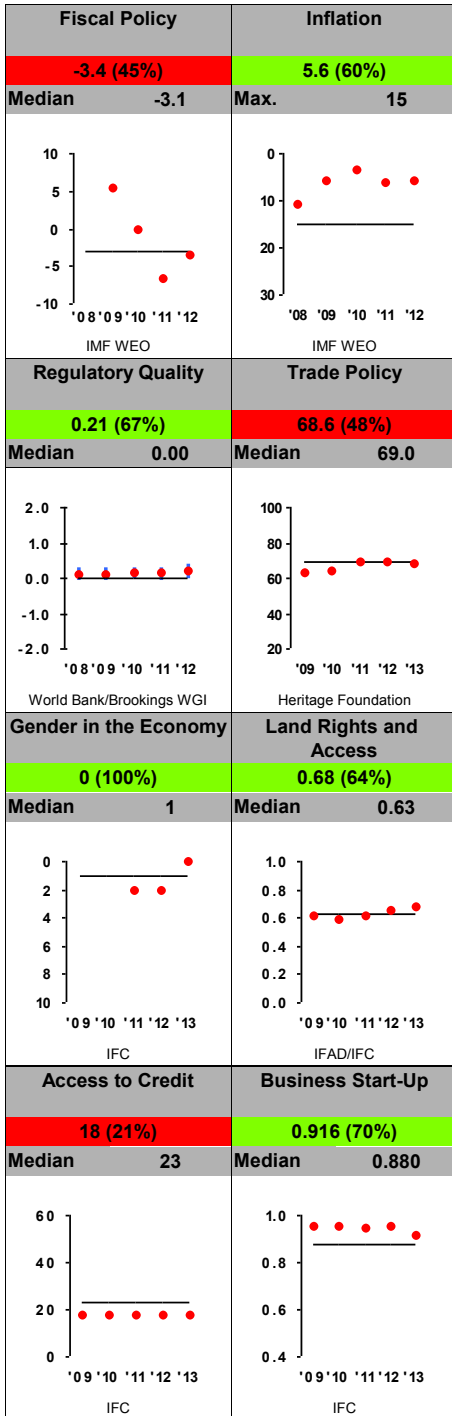 Fiscal Policy
-3.4 (45%)
Median -3.1
10
5
0
-5
-10
'08 '09 '10 '11 '12
IMF WEO
Inflation
5.6 (60%)
Max. 15
0
10
20
30
'08 '09 '10 '11 '12
IMF WEO
Regulatory Quality
0.21 (67%)
Median 0.00
2.0
1.0
0.0
-1.0
-2.0
'08 '09 '10 '11 '12
World Bank/Brookings WGI
Trade Policy
68.6 (48%)
Median 69.0
100
80
60
40
20
'09 '10 '11 '12 '13
Heritage Foundation
Gender in the Economy
0 (100%)
Median 1
0
2
4
6
8
10
'09 '10 '11 '12 '13
IFC
Land Rights and
Access
0.68 (64%)
Median 0.63
1.0
0.8
0.6
0.4
0.2
0.0
'09 '10 '11 '12 '13
IFAD/IFC
Access to Credit
18 (21%)
Median 23
60
40
20
0
'09 '10 '11 '12 '13
IFC
Business Start-Up
0.916 (70%)
Median 0.880
1.0
0.8
0.6
0.4
'09 '10 '11 '12 '13
IFC